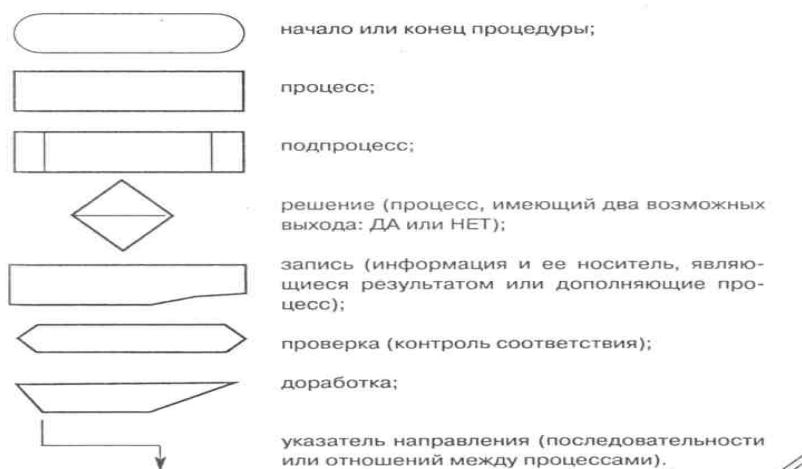 начало или конец процедуры;
процесс;
подпроцесс;
решение (процесс, имеющий два возможных
выхода: ДА или НЕТ);
запись (информация и ее носитель, являю-
щиеся результатом или дополняющие про-
цесс);
проверка (контроль соответствия);
доработка;
указатель направления (последовательности
или отношений между процессами).